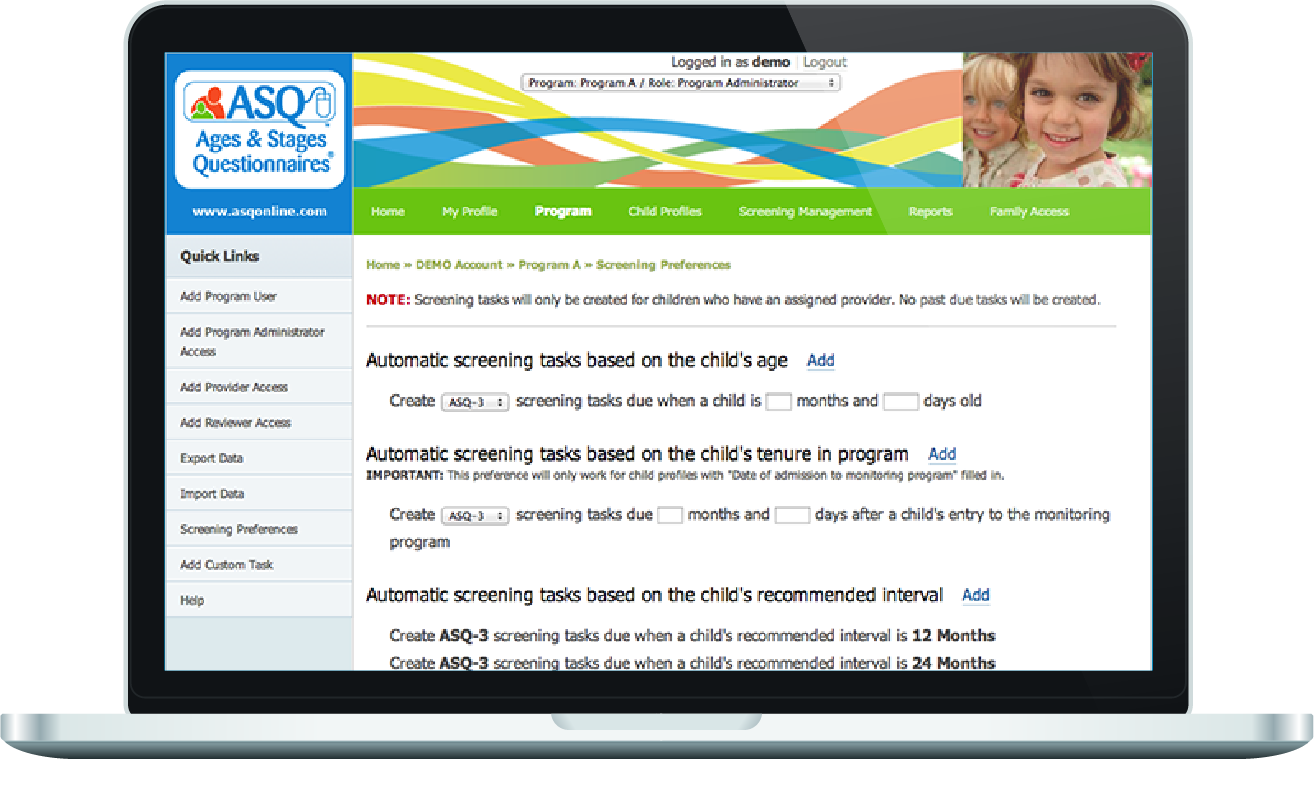 Logged in as demo | Logout
Program: Program A / Role: Program Administrator
ASQ
Ages & Stages
Questionnaires®
www.asqonline.com
Home
My Profile
Program
Child Profiles
Screening Management
Reports
Family Access
Quick Links
Add Program User
Add Program Administrator
Access
Add Provider Access
Add Reviewer Access
Export Data
Import Data
Screening Preferences
Add Custom Task
Help
Home » DEMO Account » Program A » Screening Preferences
NOTE: Screening tasks will only be created for children who have an assigned provider. No past due tasks will be created.
Automatic screening tasks based on the child's age Add
Create ASQ-3 screening tasks due when a child is months and days old
Automatic screening tasks based on the child's tenure in program Add
IMPORTANT: This preference will only work for child profiles with "Date of admission to monitoring program" filled in.
Create ASQ-3 screening tasks due months and days after a child's entry to the monitoring
program
Automatic screening tasks based on the child's recommended interval Add
Create ASQ-3 screening tasks due when a child's recommended interval is 12 Months
Create ASQ-3 screening tasks due when a child's recommended interval is 24 Months